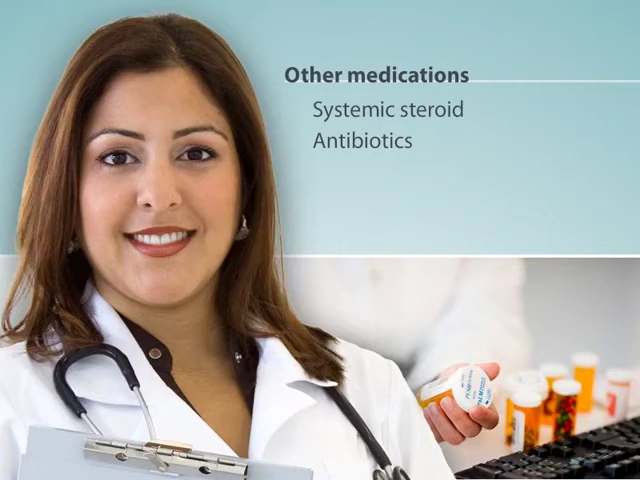 Other medications
Systemic steroid
Antibiotics